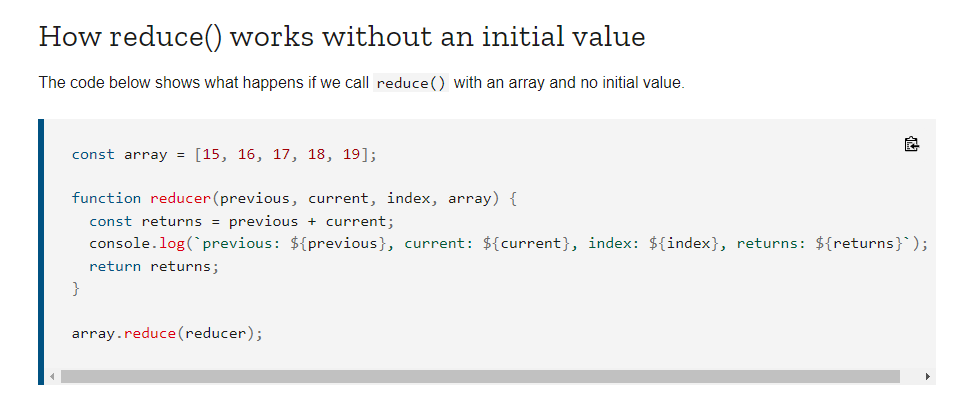 How reduce() works without an initial value
The code below shows what happens if we call reduce() with an array and no initial value.
const array = [15, 16, 17, 18, 19];
function reducer(previous, current, index, array) {
  const returns = previous + current;
  console.log(`previous: ${previous}, current: ${current}, index: ${index}, returns: ${returns}`);
  return returns;
}
array.reduce(reducer);